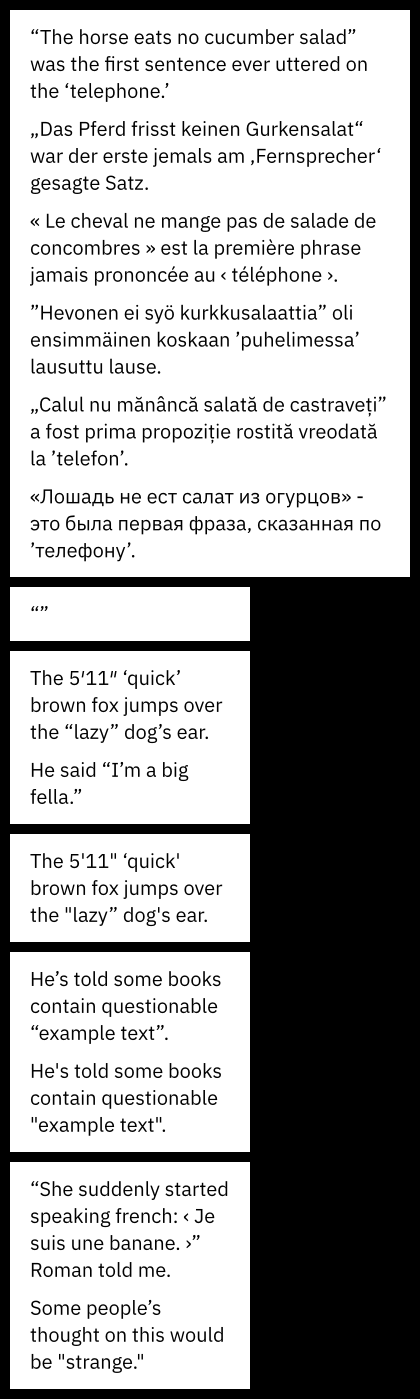 “The horse eats no cucumber salad”
was the first sentence ever uttered on
the ‘telephone.’
„Das Pferd frisst keinen Gurkensalat“
war der erste jemals am ‚Fernsprecher‘
gesagte Satz.
« Le cheval ne mange pas de salade de
concombres » est la première phrase
jamais prononcée au ‹ téléphone ›.
”Hevonen ei syö kurkkusalaattia” oli
ensimmäinen koskaan ’puhelimessa’
lausuttu lause.
„Calul nu mănâncă salată de castraveți”
a fost prima propoziție rostită vreodată
la ’telefon’.
«Лошадь не ест салат из огурцов» -
это была первая фраза, сказанная по
’телефону’.
“”
The 5′11″ ‘quick’
brown fox jumps over
the “lazy” dog’s ear.
He said “I’m a big
fella.”
The 5'11" ‘quick'
brown fox jumps over
the "lazy” dog's ear.
He’s told some books
contain questionable
“example text”.
He's told some books
contain questionable
"example text".
“She suddenly started
speaking french: ‹ Je
suis une banane. ›”
Roman told me.
Some people’s
thought on this would
be "strange."